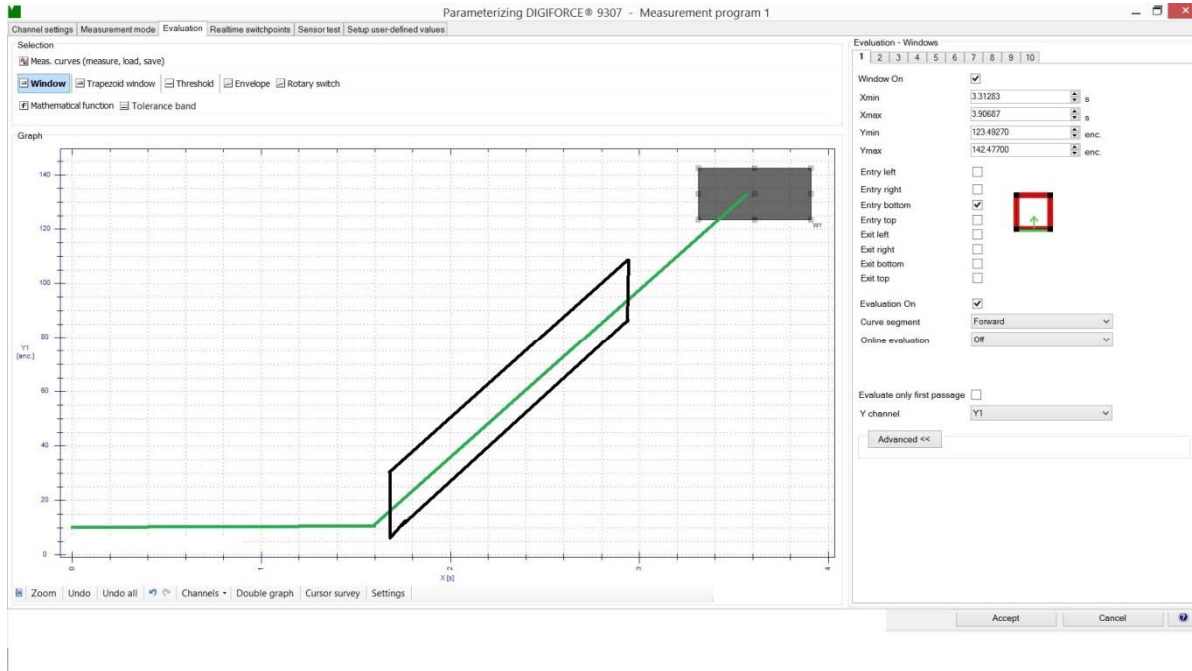 Parameterizing DIGIFORCE® 9307 - Measurement program 1
Channel settings Measurement mode Evaluation Realtime switchpoints Sensor test Setup user-defined values
Selection
Meas. curves (measure, load, save)
Window Trapezoid window Threshold Envelope Rotary switch
Mathematical function Tolerance band
Graph
140
120
100
80
60
40
20
0
Y1
[enc.]
W1
0 1 2 3 4
X [s]
Zoom Undo Undo all Channels Double graph Cursor survey Settings
Evaluation - Windows
1 2 3 4 5 6 7 8 9 10
Window On
Xmin 3.31283 s
Xmax 3.90687 s
Ymin 123.49270 enc.
Ymax 142.47700 enc.
Entry left
Entry right
Entry bottom
Entry top
Exit left
Exit right
Exit bottom
Exit top
Evaluation On
Curve segment Forward
Online evaluation Off
Evaluate only first passage
Y channel Y1
Advanced <<
Accept Cancel